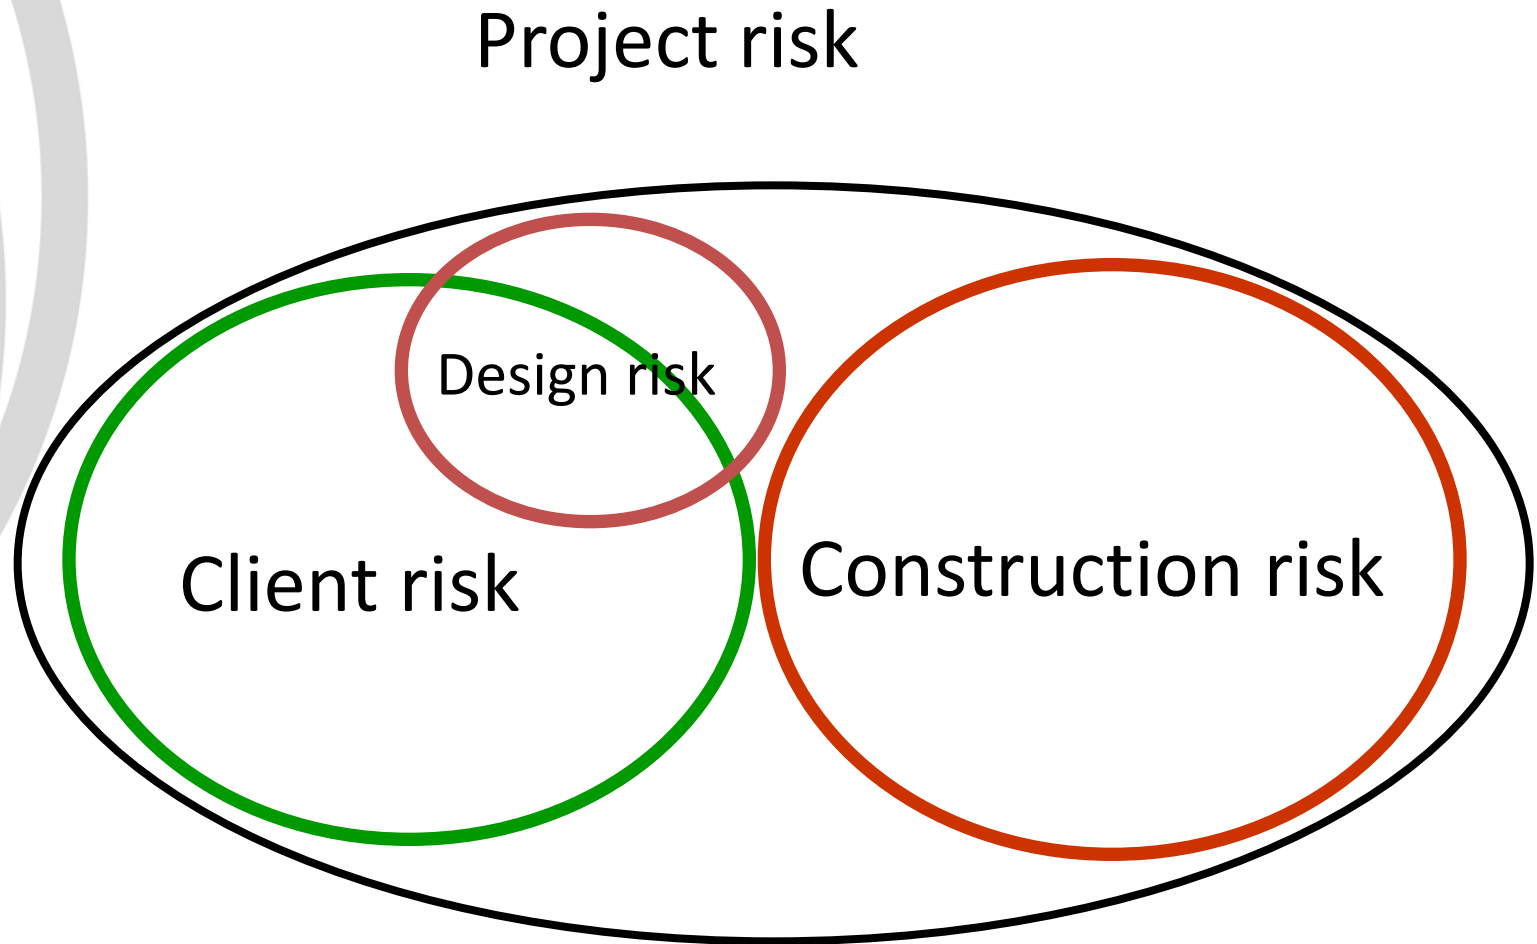 Project risk
Design risk
Client risk
Construction risk